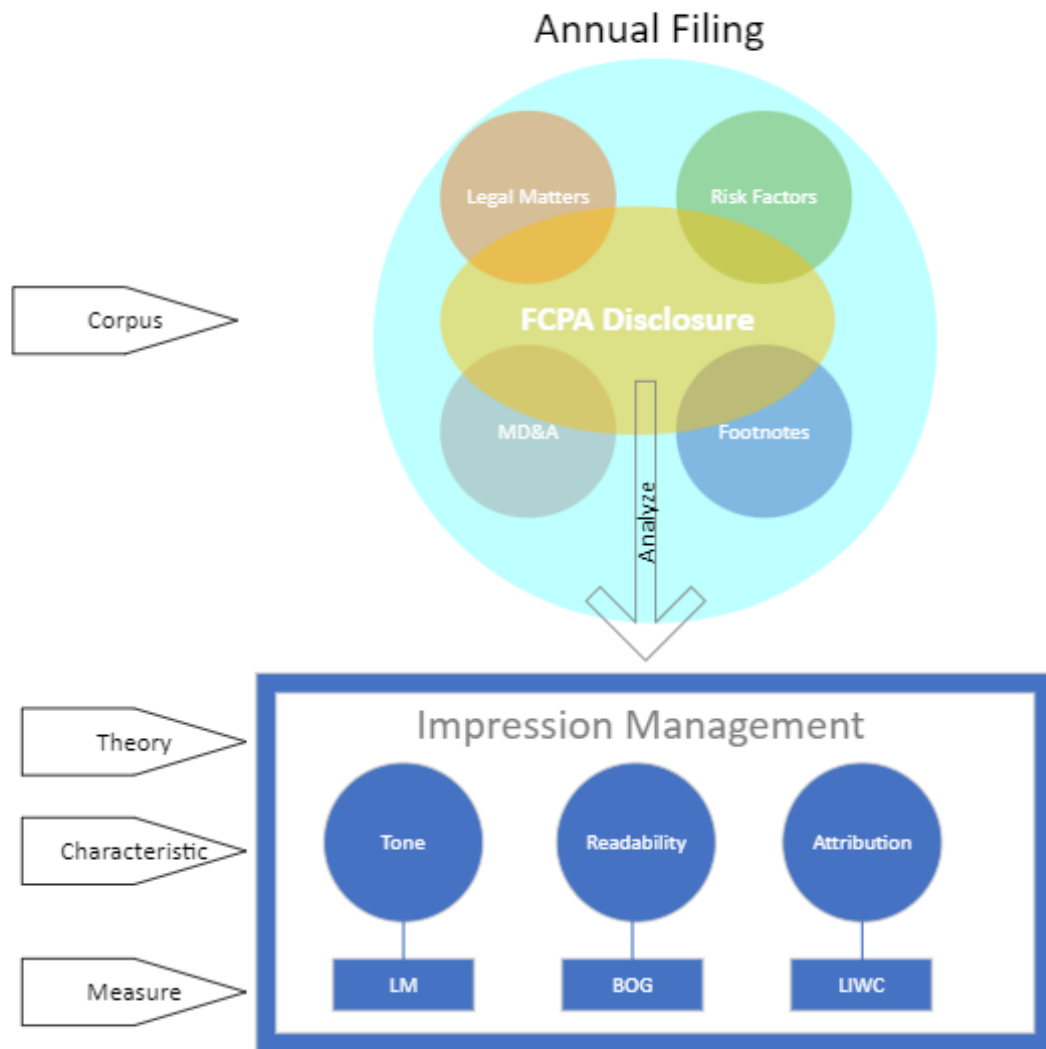 Annual Filing
Legal Matters
Risk Factors
Corpus
FCPA Disclosure
MD&A
Footnotes
Analyze
Theory
Impression Management
Characteristic
Tone
Readability
Attribution
Measure
LM
BOG
LIWC